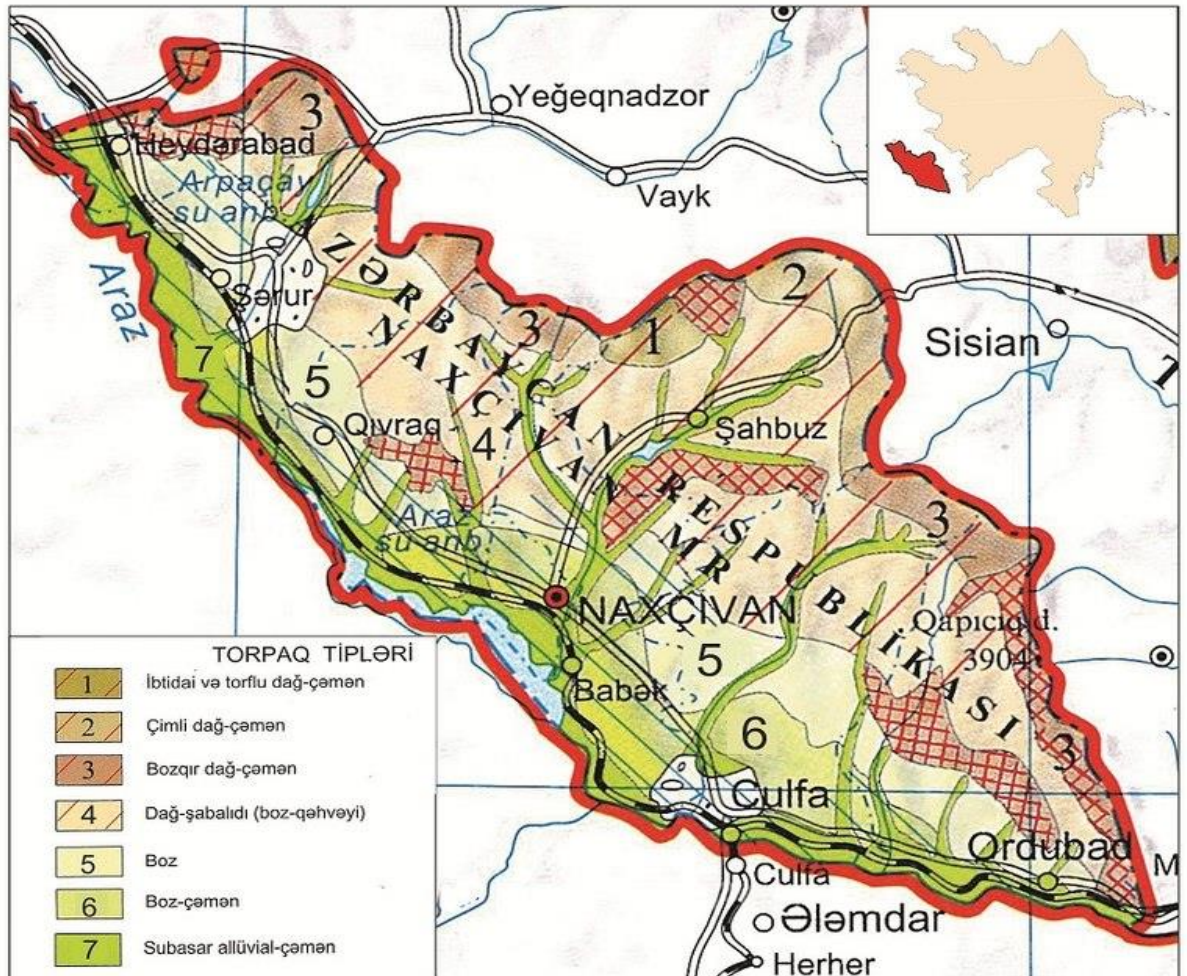 Yeğeqnadzor
3
Heydərabad
Arpaçay
su anb.
Vayk
Araz
Şərur
2
3
1
Sisian
7
5
Qıvraq
4
Şahbuz
T
Araz
su anb.
ZƏRBAYCAN RESPUBLİKASI
NAXÇIVAN MR
3
NAXÇIVAN
Qapıcıq d.
3904
5
Babək
6
3
Culfa
Ordubad
M
Culfa
Ələmdar
Herher
TORPAQ TİPLƏRİ
1 İbtidai və torflu dağ-çəmən
2 Çimli dağ-çəmən
3 Bozqır dağ-çəmən
4 Dağ-şabalıdı (boz-qəhvəyi)
5 Boz
6 Boz-çəmən
7 Subasar allüvial-çəmən